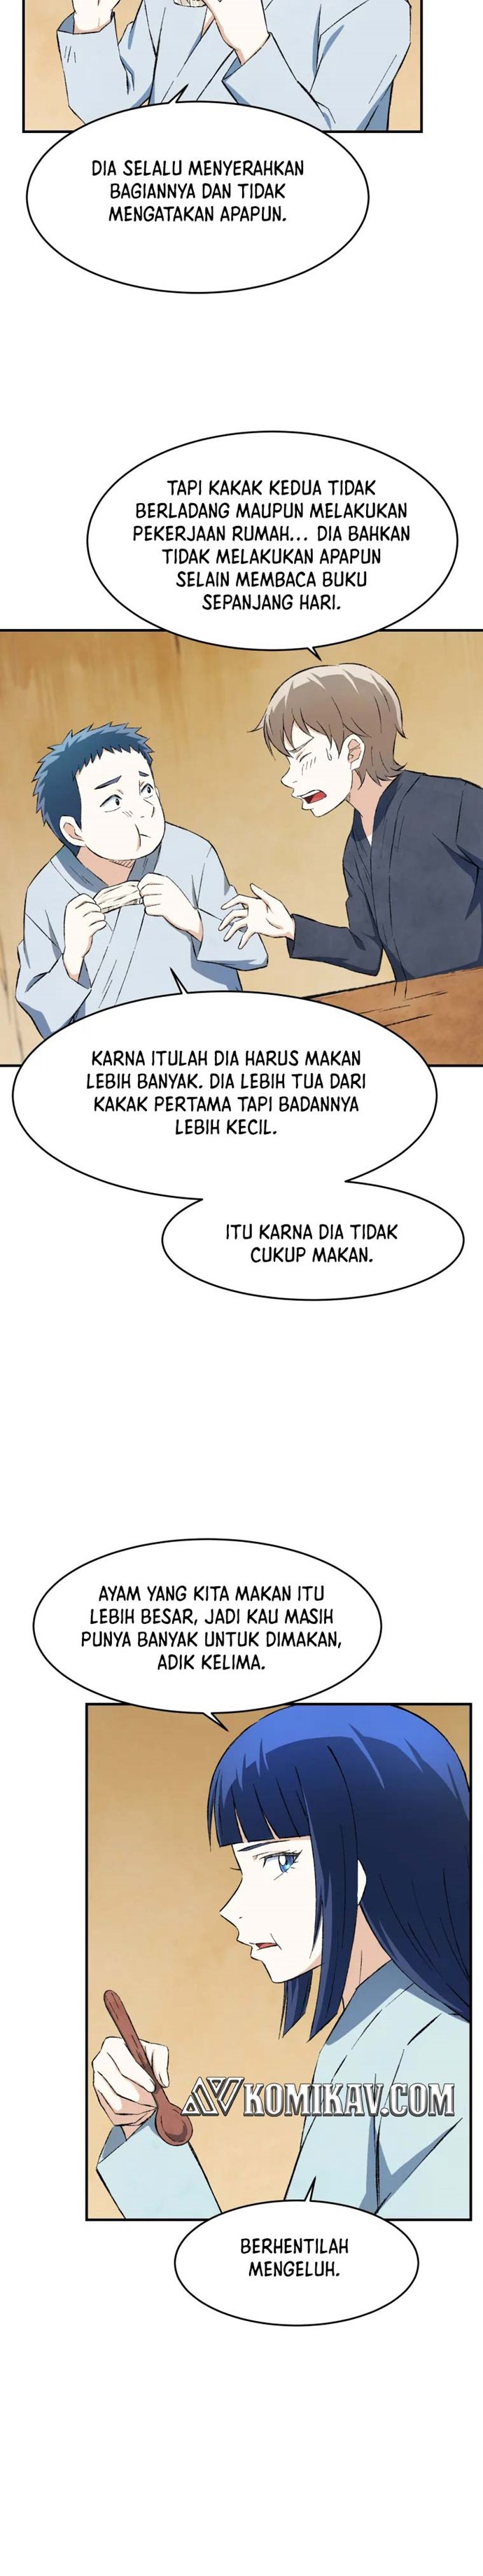 DIA SELALU MENYERAHKAN
BAGIANNYA DAN TIDAK
MENGATAKAN APAPUN.
TAPI KAKAK KEDUA TIDAK
BERLADANG MAUPUN MELAKUKAN
PEKERJAAN RUMAH... DIA BAHKAN
TIDAK MELAKUKAN APAPUN
SELAIN MEMBACA BUKU
SEPANJANG HARI.
KARNA ITULAH DIA HARUS MAKAN
LEBIH BANYAK. DIA LEBIH TUA DARI
KAKAK PERTAMA TAPI BADANNYA
LEBIH KECIL.
ITU KARNA DIA TIDAK
CUKUP MAKAN.
AYAM YANG KITA MAKAN ITU
LEBIH BESAR, JADI KAU MASIH
PUNYA BANYAK UNTUK DIMAKAN,
ADIK KELIMA.
KOMIKAV.COM
BERHENTILAH
MENGELUH.